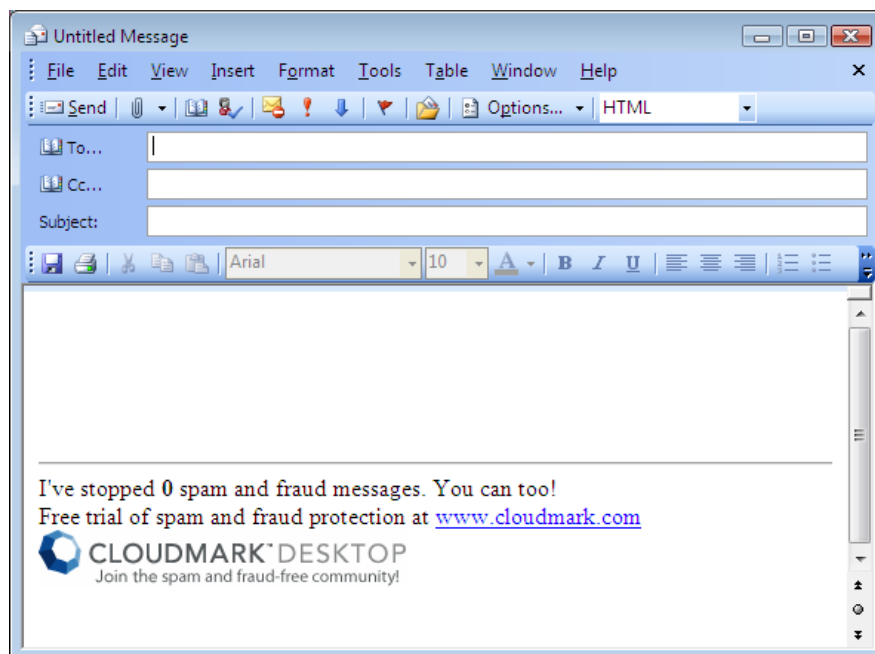 Untitled Message
File Edit View Insert Format Tools Table Window Help
Send Options... HTML
To...
Cc...
Subject:
Arial 10 A B I U
I've stopped 0 spam and fraud messages. You can too!
Free trial of spam and fraud protection at www.cloudmark.com
CLOUDMARK™ DESKTOP
Join the spam and fraud-free community!